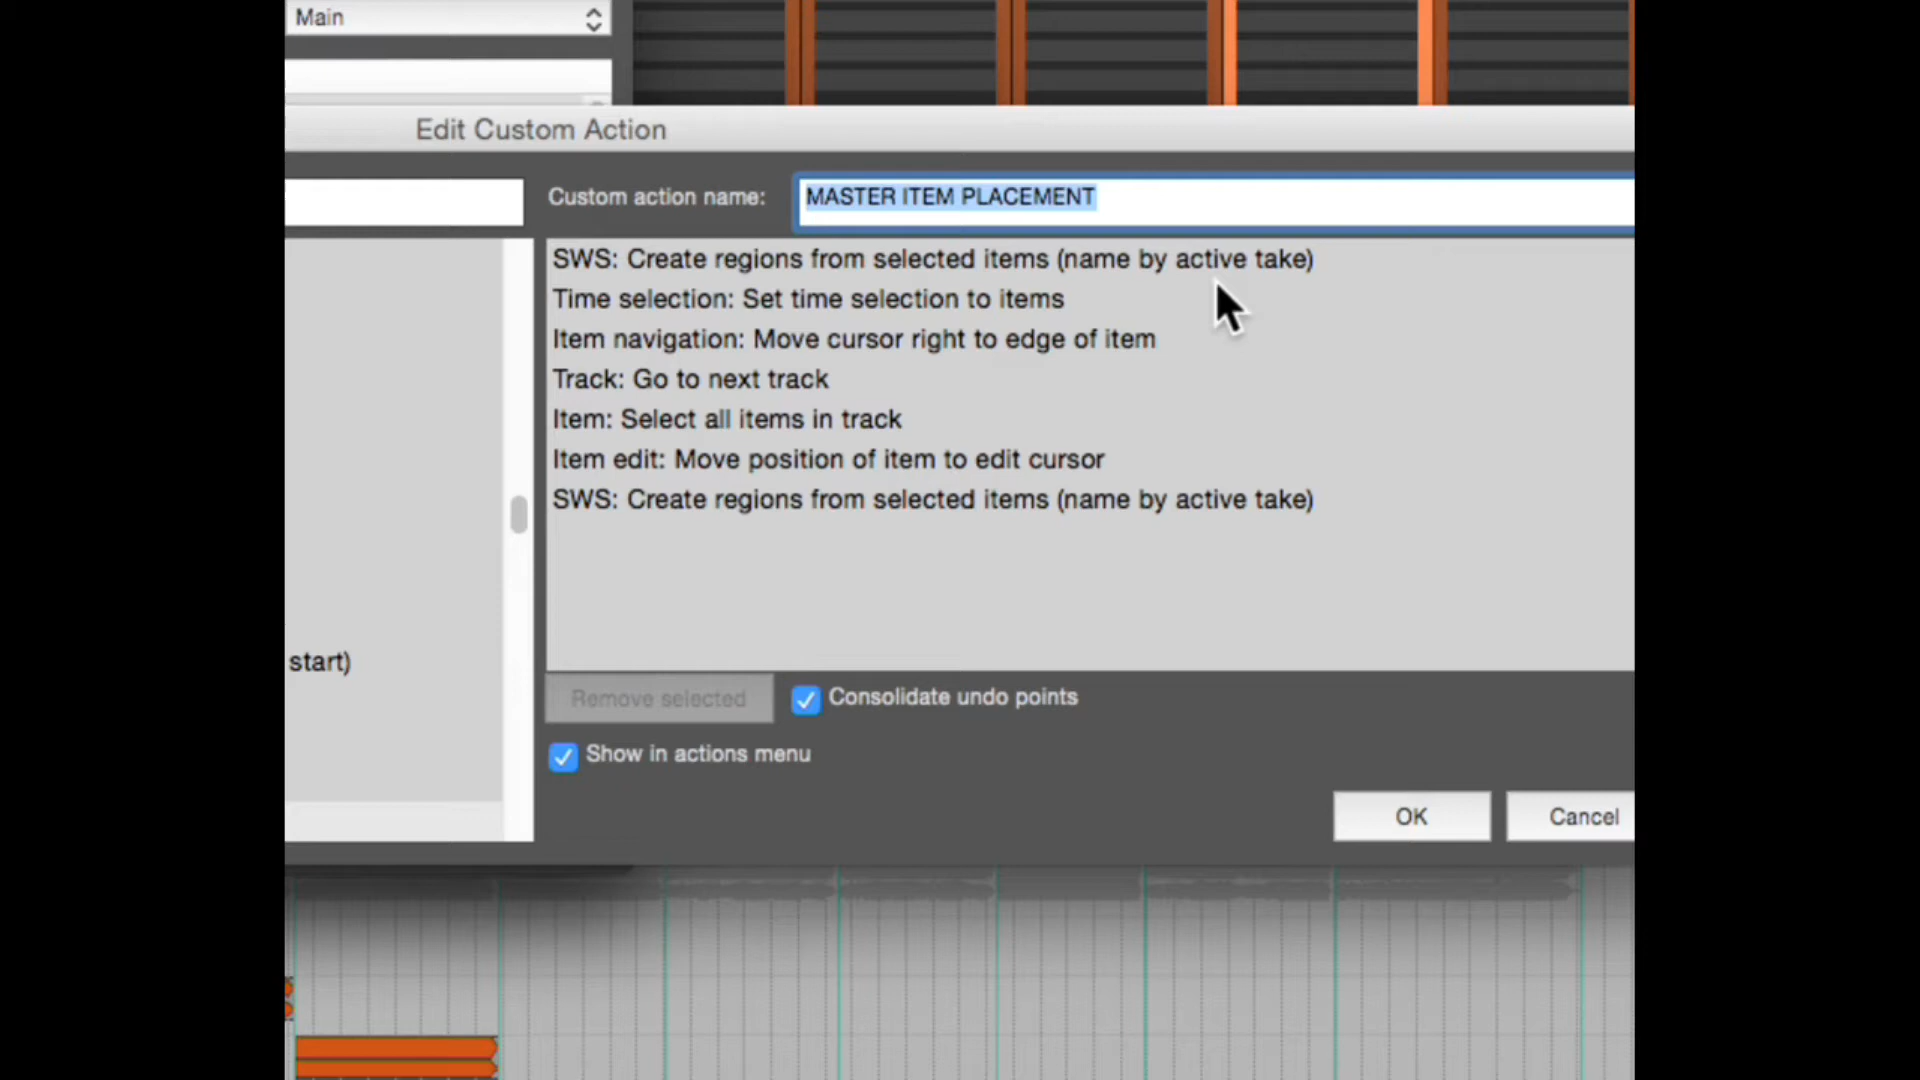 Main
Edit Custom Action
Custom action name: MASTER ITEM PLACEMENT
SWS: Create regions from selected items (name by active take)
Time selection: Set time selection to items
Item navigation: Move cursor right to edge of item
Track: Go to next track
Item: Select all items in track
Item edit: Move position of item to edit cursor
SWS: Create regions from selected items (name by active take)
start)
Remove selected
Consolidate undo points
Show in actions menu
OK
Cancel